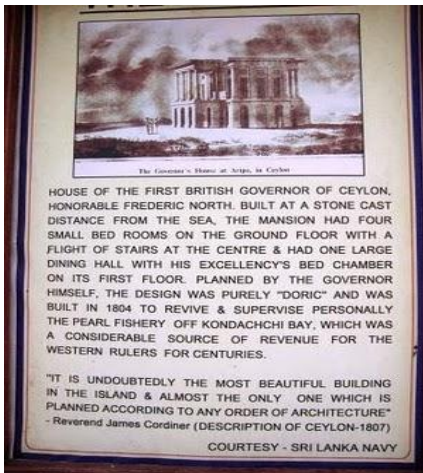 The Governor's House at Aripo, in Ceylon
HOUSE OF THE FIRST BRITISH GOVERNOR OF CEYLON,
HONORABLE FREDERIC NORTH. BUILT AT A STONE CAST
DISTANCE FROM THE SEA, THE MANSION HAD FOUR
SMALL BED ROOMS ON THE GROUND FLOOR WITH A
FLIGHT OF STAIRS AT THE CENTRE & HAD ONE LARGE
DINING HALL WITH HIS EXCELLENCY'S BED CHAMBER
ON ITS FIRST FLOOR. PLANNED BY THE GOVERNOR
HIMSELF, THE DESIGN WAS PURELY "DORIC" AND WAS
BUILT IN 1804 TO REVIVE & SUPERVISE PERSONALLY
THE PEARL FISHERY OFF KONDACHCHI BAY, WHICH WAS
A CONSIDERABLE SOURCE OF REVENUE FOR THE
WESTERN RULERS FOR CENTURIES.
"IT IS UNDOUBTEDLY THE MOST BEAUTIFUL BUILDING
IN THE ISLAND & ALMOST THE ONLY ONE WHICH IS
PLANNED ACCORDING TO ANY ORDER OF ARCHITECTURE"
- Reverend James Cordiner (DESCRIPTION OF CEYLON-1807)
COURTESY - SRI LANKA NAVY